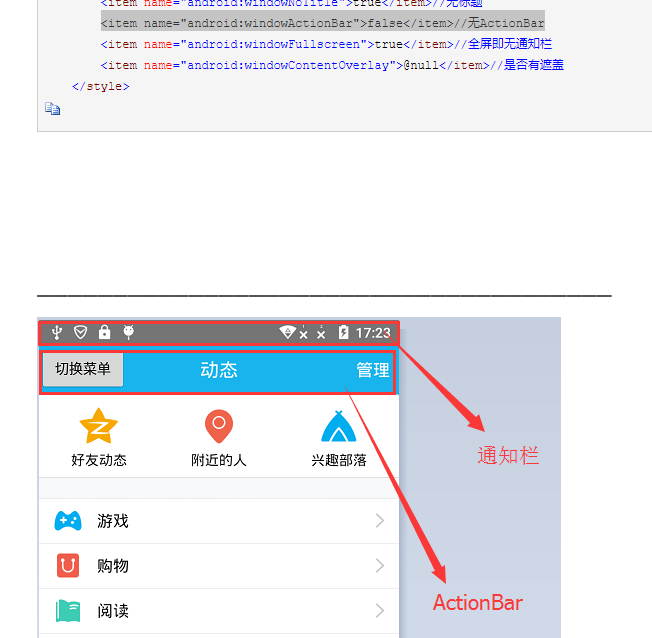 <item name="android:windowNoTitle">true</item>//无标题
<item name="android:windowActionBar">false</item>//无ActionBar
<item name="android:windowFullscreen">true</item>//全屏即无通知栏
<item name="android:windowContentOverlay">@null</item>//是否有遮盖
</style>
17:23
切换菜单 动态 管理
好友动态 附近的人 兴趣部落
通知栏
游戏
购物
ActionBar
阅读